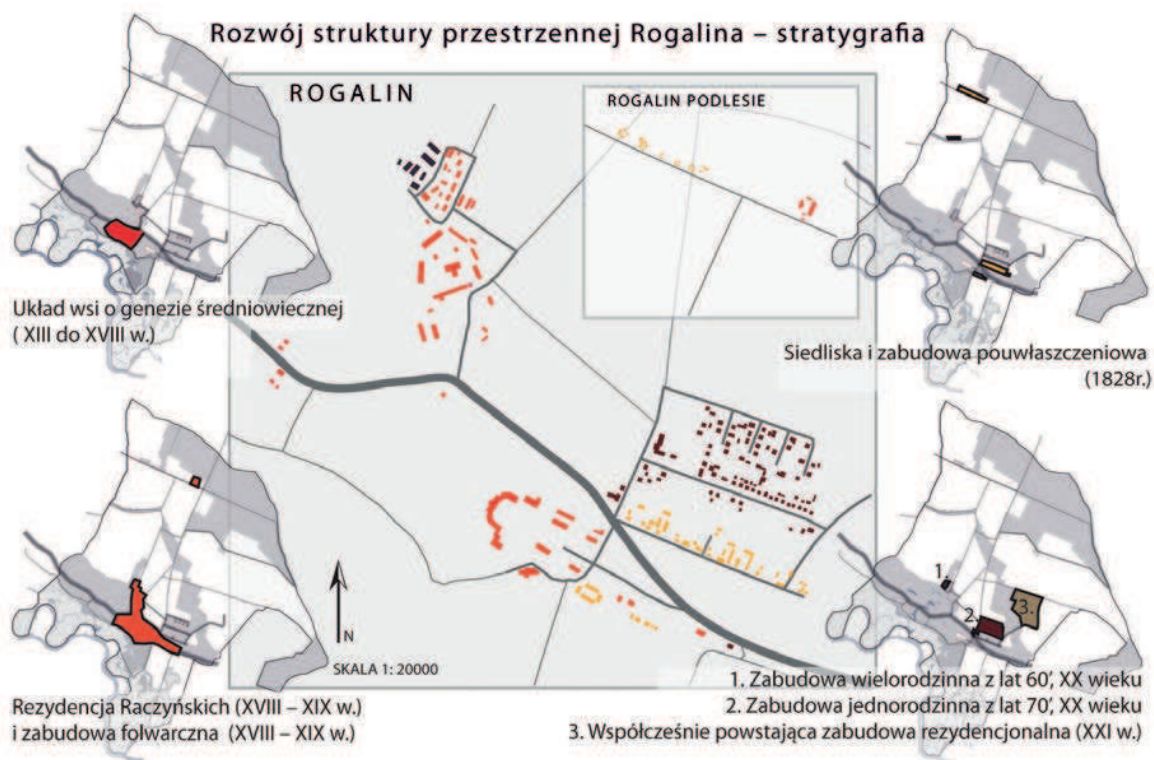 Rozwój struktury przestrzennej Rogalina – stratygrafia
ROGALIN
ROGALIN PODLESIE
Układ wsi o genezie średniowiecznej
( XIII do XVIII w.)
Siedliska i zabudowa pouwłaszczeniowa
(1828r.)
N
SKALA 1: 20000
Rezydencja Raczyńskich (XVIII – XIX w.)
i zabudowa folwarczna (XVIII – XIX w.)
1.
2.
3.
1. Zabudowa wielorodzinna z lat 60', XX wieku
2. Zabudowa jednorodzinna z lat 70', XX wieku
3. Współcześnie powstająca zabudowa rezydencjonalna (XXI w.)